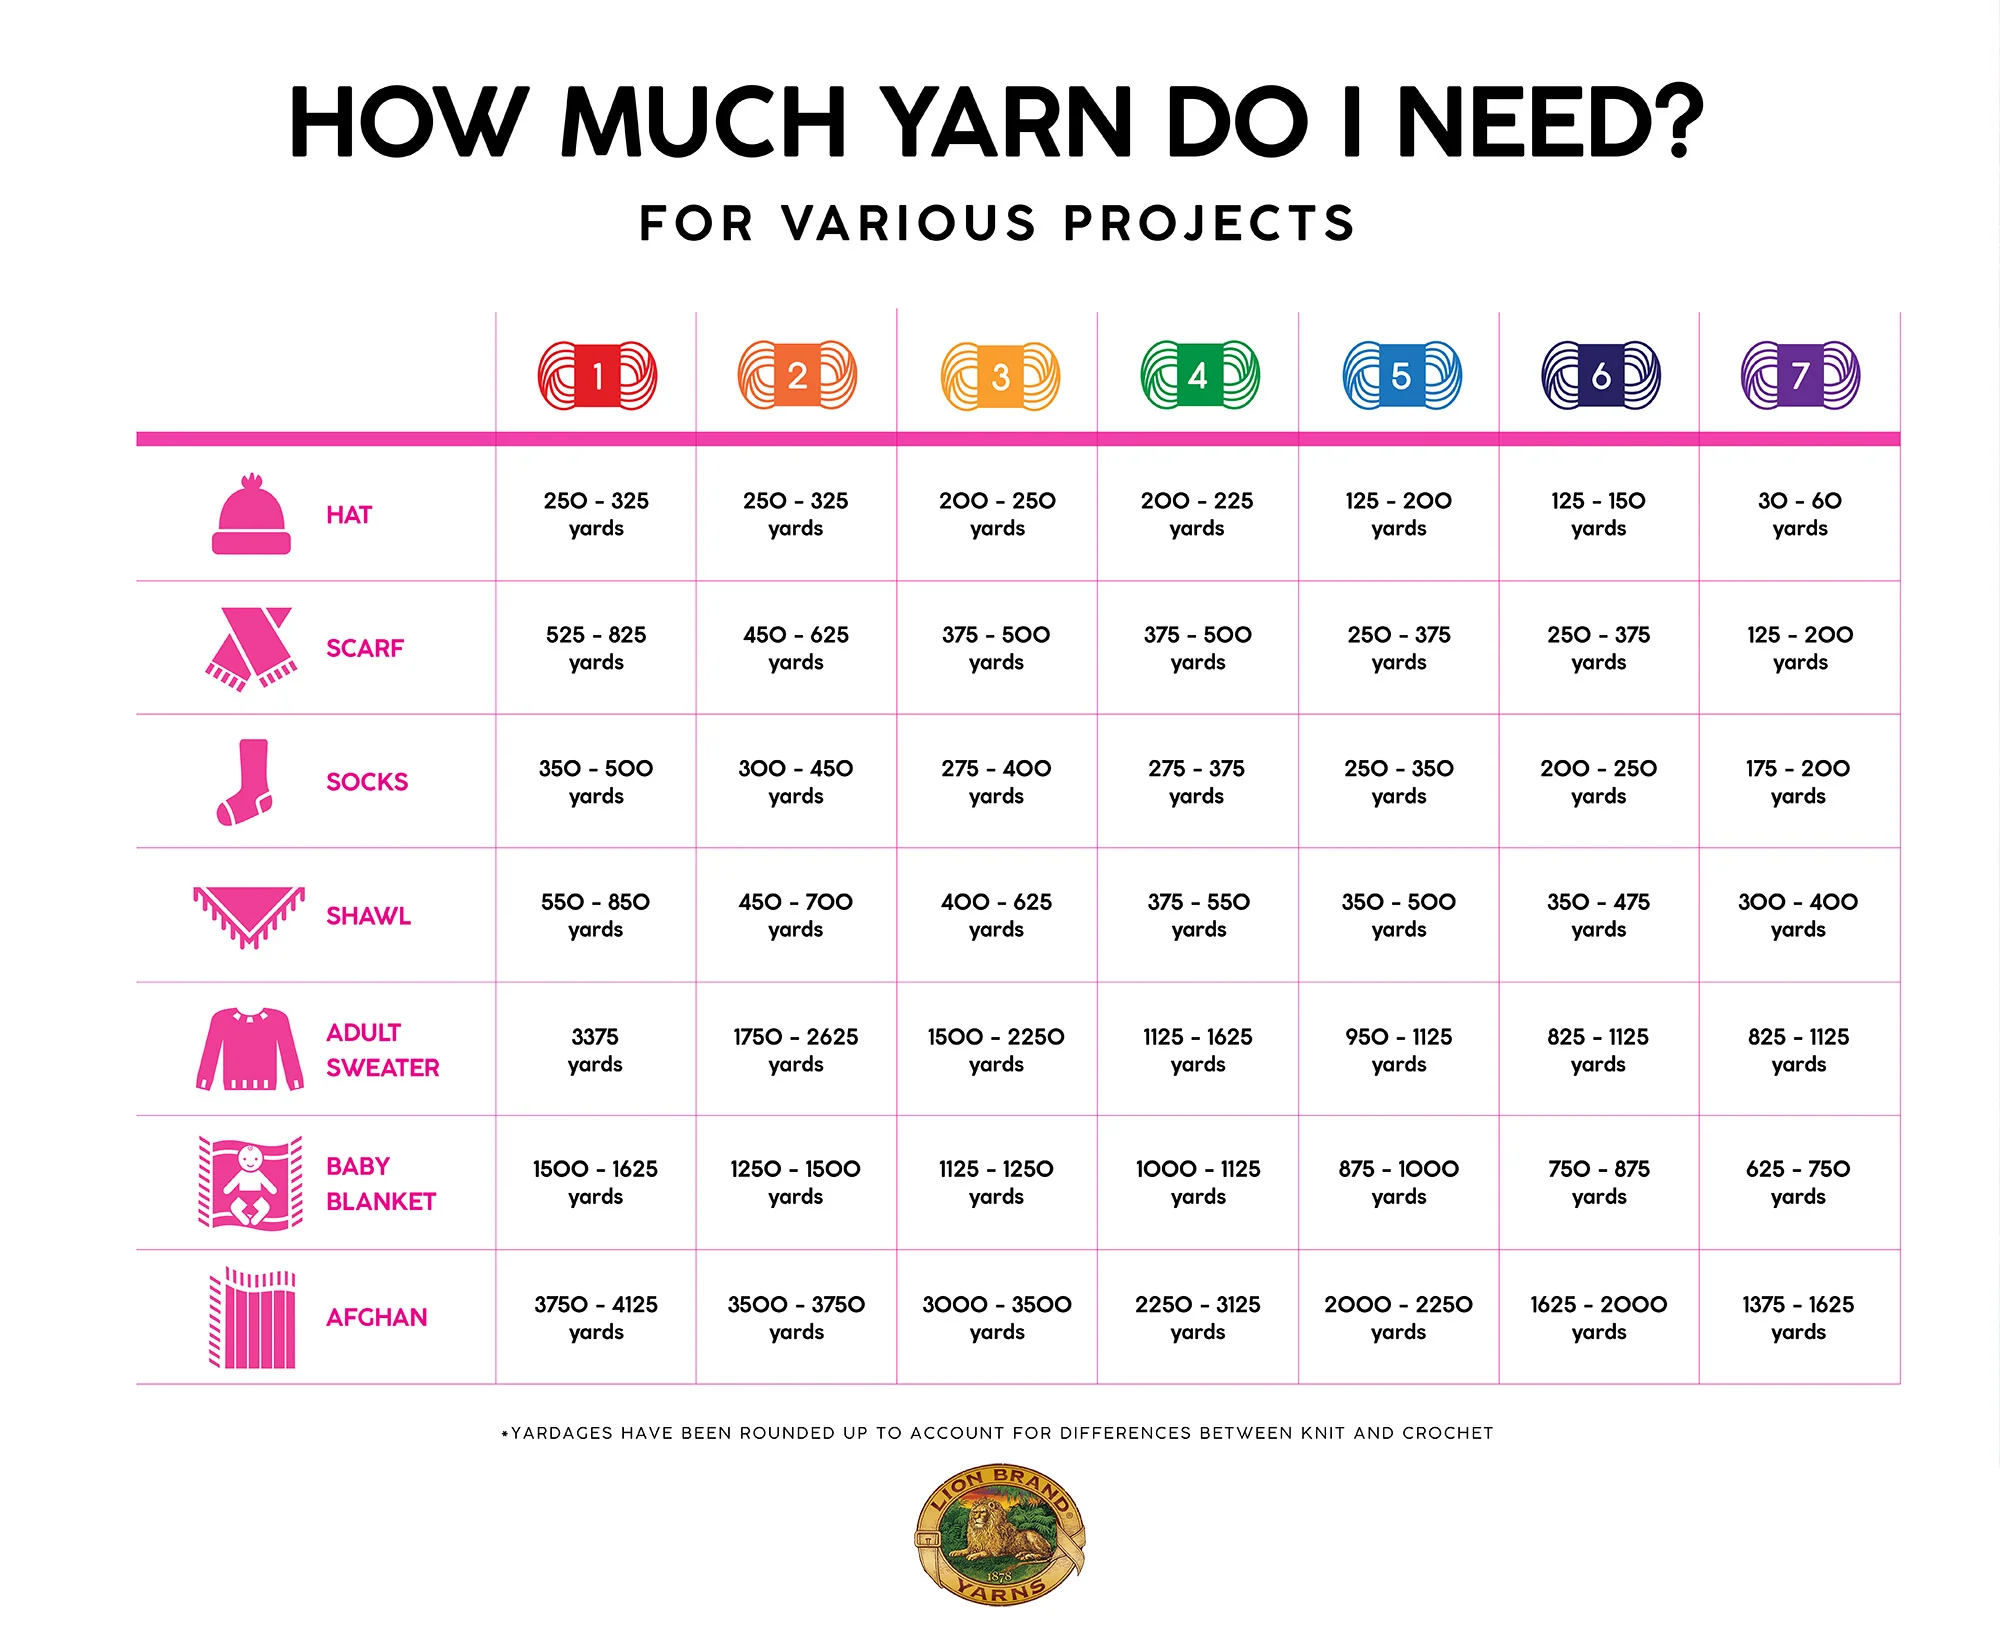 HOW MUCH YARN DO I NEED?
FOR VARIOUS PROJECTS
1 2 3 4 5 6 7
HAT
250 - 325 yards
250 - 325 yards
200 - 250 yards
200 - 225 yards
125 - 200 yards
125 - 150 yards
30 - 60 yards
SCARF
525 - 825 yards
450 - 625 yards
375 - 500 yards
375 - 500 yards
250 - 375 yards
250 - 375 yards
125 - 200 yards
SOCKS
350 - 500 yards
300 - 450 yards
275 - 400 yards
275 - 375 yards
250 - 350 yards
200 - 250 yards
175 - 200 yards
SHAWL
550 - 850 yards
450 - 700 yards
400 - 625 yards
375 - 550 yards
350 - 500 yards
350 - 475 yards
300 - 400 yards
ADULT
SWEATER
3375 yards
1750 - 2625 yards
1500 - 2250 yards
1125 - 1625 yards
950 - 1125 yards
825 - 1125 yards
825 - 1125 yards
BABY
BLANKET
1500 - 1625 yards
1250 - 1500 yards
1125 - 1250 yards
1000 - 1125 yards
875 - 1000 yards
750 - 875 yards
625 - 750 yards
AFGHAN
3750 - 4125 yards
3500 - 3750 yards
3000 - 3500 yards
2250 - 3125 yards
2000 - 2250 yards
1625 - 2000 yards
1375 - 1625 yards
*YARDAGES HAVE BEEN ROUNDED UP TO ACCOUNT FOR DIFFERENCES BETWEEN KNIT AND CROCHET
LION BRAND®
1878
YARNS